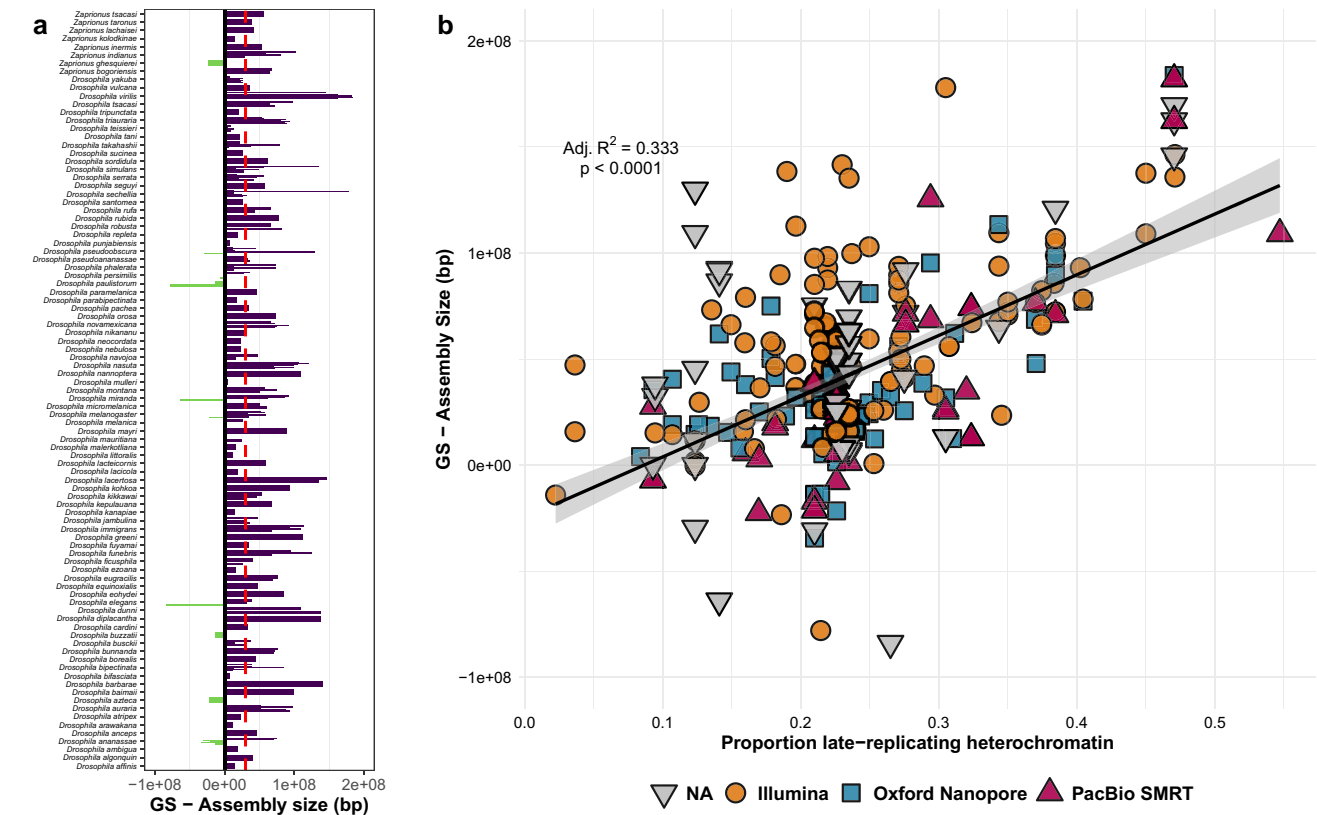 a
Zaprionus tsacasi
Zaprionus taronus
Zaprionus lachaisei
Zaprionus kolodkinae
Zaprionus inermis
Zaprionus indianus
Zaprionus ghesquierei
Zaprionus bogoriensis
Drosophila yakuba
Drosophila vulcana
Drosophila virilis
Drosophila tsacasi
Drosophila tripunctata
Drosophila triauraria
Drosophila teissieri
Drosophila tani
Drosophila takahashii
Drosophila sucinea
Drosophila sordidula
Drosophila simulans
Drosophila serrata
Drosophila seguyi
Drosophila sechellia
Drosophila santomea
Drosophila rufa
Drosophila rubida
Drosophila robusta
Drosophila repleta
Drosophila punjabiensis
Drosophila pseudoobscura
Drosophila pseudoananassae
Drosophila phalerata
Drosophila persimilis
Drosophila paulistorum
Drosophila paramelanica
Drosophila parabipectinata
Drosophila pachea
Drosophila orosa
Drosophila novamexicana
Drosophila nikananu
Drosophila neocordata
Drosophila nebulosa
Drosophila navojoa
Drosophila nasuta
Drosophila nannoptera
Drosophila mulleri
Drosophila montana
Drosophila miranda
Drosophila micromelanica
Drosophila melanogaster
Drosophila melanica
Drosophila mayri
Drosophila mauritiana
Drosophila malerkotliana
Drosophila littoralis
Drosophila lacteicornis
Drosophila lacicola
Drosophila lacertosa
Drosophila kohkoa
Drosophila kikkawai
Drosophila kepulauana
Drosophila kanapiae
Drosophila jambulina
Drosophila immigrans
Drosophila greeni
Drosophila fuyamai
Drosophila funebris
Drosophila ficusphila
Drosophila ezoana
Drosophila eugracilis
Drosophila equinoxialis
Drosophila eohydei
Drosophila elegans
Drosophila dunni
Drosophila diplacantha
Drosophila cardini
Drosophila buzzatii
Drosophila busckii
Drosophila bunnanda
Drosophila borealis
Drosophila bipectinata
Drosophila bifasciata
Drosophila barbarae
Drosophila baimaii
Drosophila azteca
Drosophila auraria
Drosophila atripex
Drosophila arawakana
Drosophila anceps
Drosophila ananassae
Drosophila ambigua
Drosophila algonquin
Drosophila affinis
−1e+08 0e+00 1e+08 2e+08
GS − Assembly size (bp)
b
2e+08
1e+08
0e+00
−1e+08
GS − Assembly Size (bp)
Adj. R² = 0.333
p < 0.0001
0.0 0.1 0.2 0.3 0.4 0.5
Proportion late−replicating heterochromatin
NA Illumina Oxford Nanopore PacBio SMRT